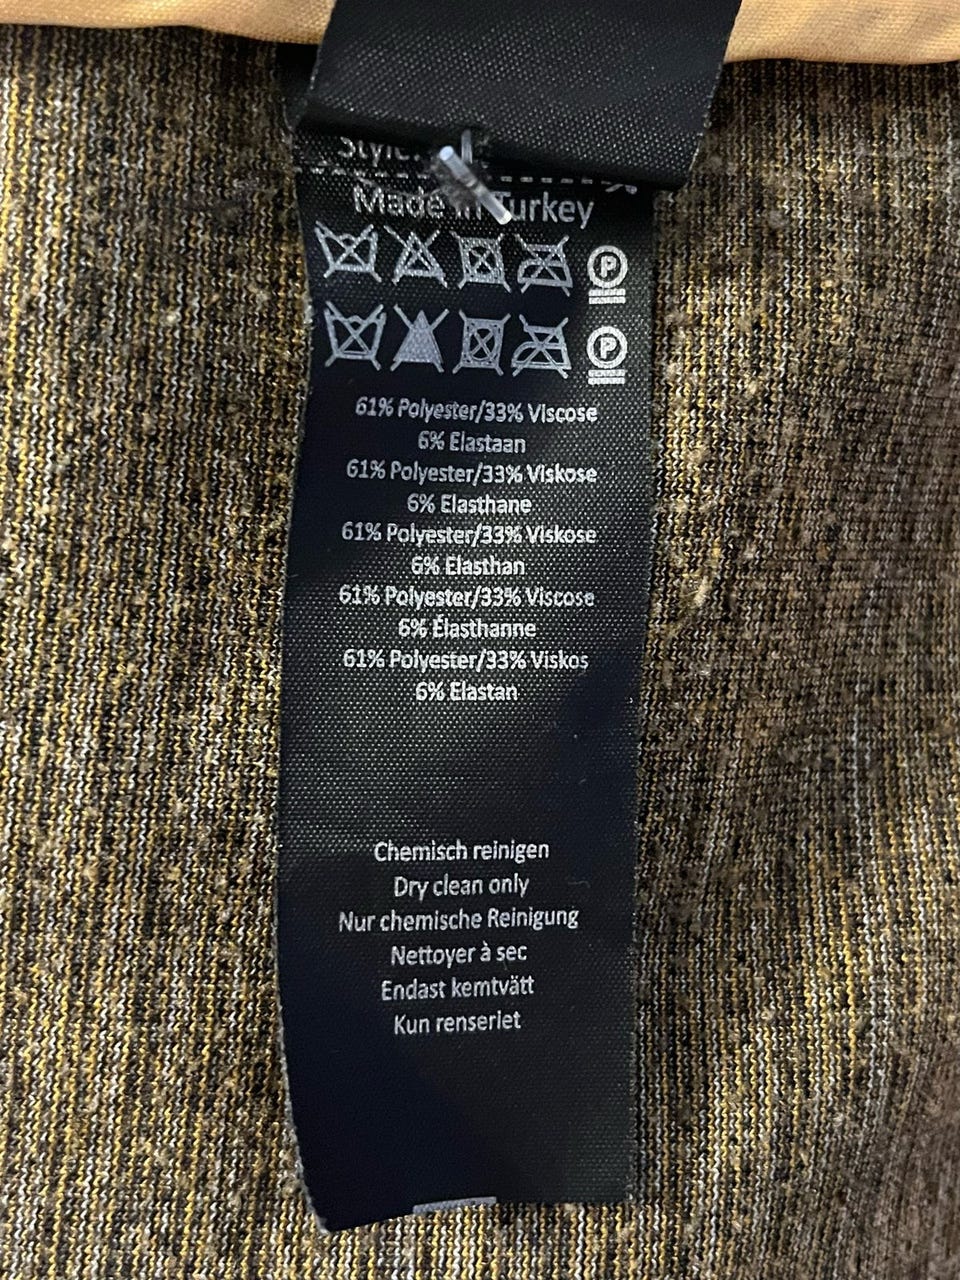 Style:
Made in Turkey
P
P
61% Polyester/33% Viscose
6% Elastaan
61% Polyester/33% Viskose
6% Elasthane
61% Polyester/33% Viskose
6% Elasthan
61% Polyester/33% Viscose
6% Élasthanne
61% Polyester/33% Viskos
6% Elastan
Chemisch reinigen
Dry clean only
Nur chemische Reinigung
Nettoyer à sec
Endast kemtvätt
Kun renseriet